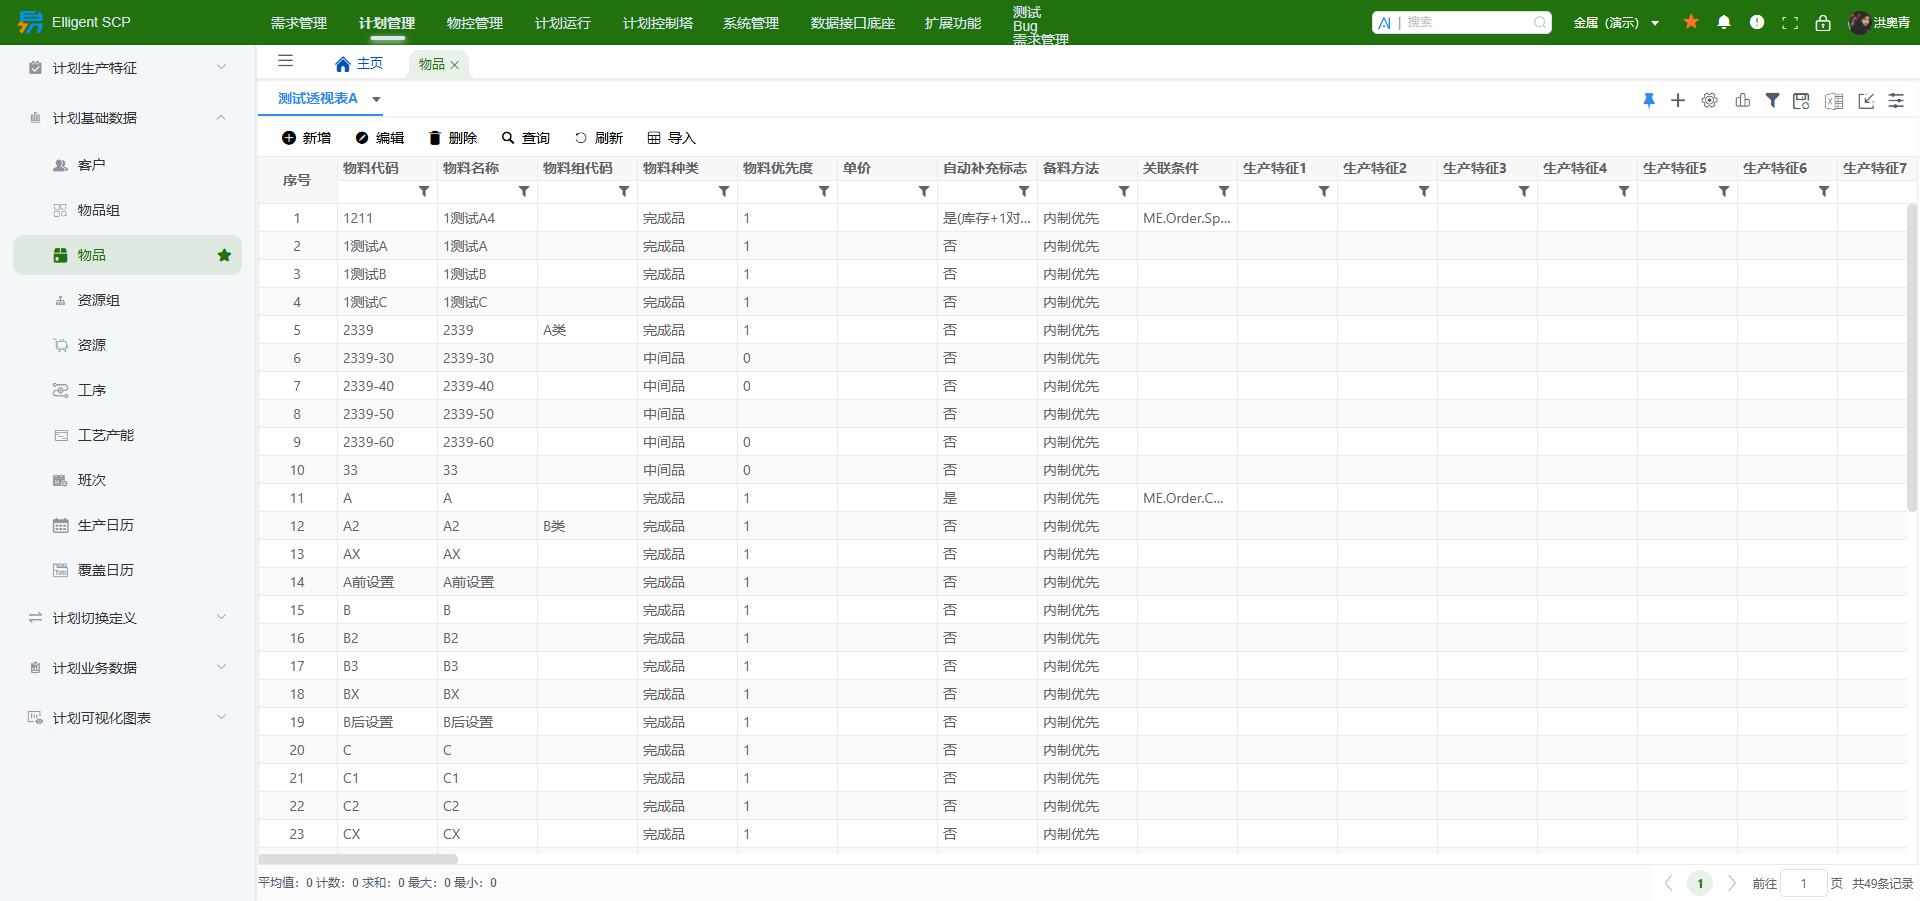 Elligent SCP 需求管理 计划管理 物控管理 计划运行 计划控制塔 系统管理 数据接口底座 扩展功能 测试 Bug 需求管理 AI | 搜索 金属（演示） 洪奥青
计划生产特征
计划基础数据
客户
物品组
物品
资源组
资源
工序
工艺产能
班次
生产日历
覆盖日历
计划切换定义
计划业务数据
计划可视化图表
主页 物品
测试透视表A
新增 编辑 删除 查询 刷新 导入
序号 物料代码 物料名称 物料组代码 物料种类 物料优先度 单价 自动补充标志 备料方法 关联条件 生产特征1 生产特征2 生产特征3 生产特征4 生产特征5 生产特征6 生产特征7
1 1211 1测试A4 完成品 1 是(库存+1对... 内制优先 ME.Order.Sp...
2 1测试A 1测试A 完成品 1 否 内制优先
3 1测试B 1测试B 完成品 1 否 内制优先
4 1测试C 1测试C 完成品 1 否 内制优先
5 2339 2339 A类 完成品 1 否 内制优先
6 2339-30 2339-30 中间品 0 否 内制优先
7 2339-40 2339-40 中间品 0 否 内制优先
8 2339-50 2339-50 中间品 否 内制优先
9 2339-60 2339-60 中间品 0 否 内制优先
10 33 33 中间品 0 否 内制优先
11 A A 完成品 1 是 内制优先 ME.Order.C...
12 A2 A2 B类 完成品 1 否 内制优先
13 AX AX 完成品 1 否 内制优先
14 A前设置 A前设置 完成品 1 否 内制优先
15 B B 完成品 1 否 内制优先
16 B2 B2 完成品 1 否 内制优先
17 B3 B3 完成品 1 否 内制优先
18 BX BX 完成品 1 否 内制优先
19 B后设置 B后设置 完成品 1 否 内制优先
20 C C 完成品 1 否 内制优先
21 C1 C1 完成品 1 否 内制优先
22 C2 C2 完成品 1 否 内制优先
23 CX CX 完成品 1 否 内制优先
平均值：0 计数：0 求和：0 最大：0 最小：0 1 前往 1 页 共49条记录